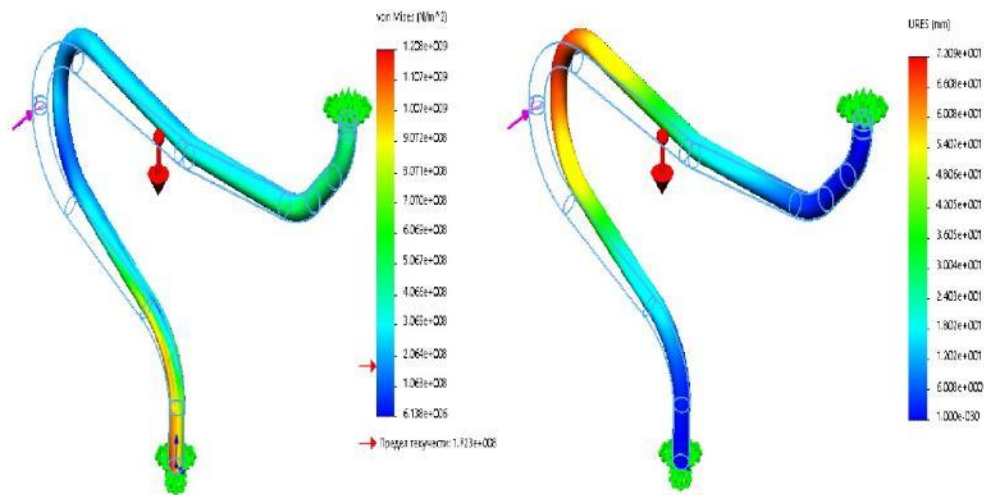 von Mises (N/m^2)
1.208e+009
1.107e+009
1.007e+009
9.072e+008
8.071e+008
7.070e+008
6.069e+008
5.067e+008
4.066e+008
3.065e+008
2.064e+008
1.063e+008
6.138e+006
Предел текучести: 1.723e+008
URES (mm)
7.209e+001
6.608e+001
6.008e+001
5.407e+001
4.806e+001
4.205e+001
3.605e+001
3.004e+001
2.403e+001
1.802e+001
1.202e+001
6.008e+000
1.000e-030